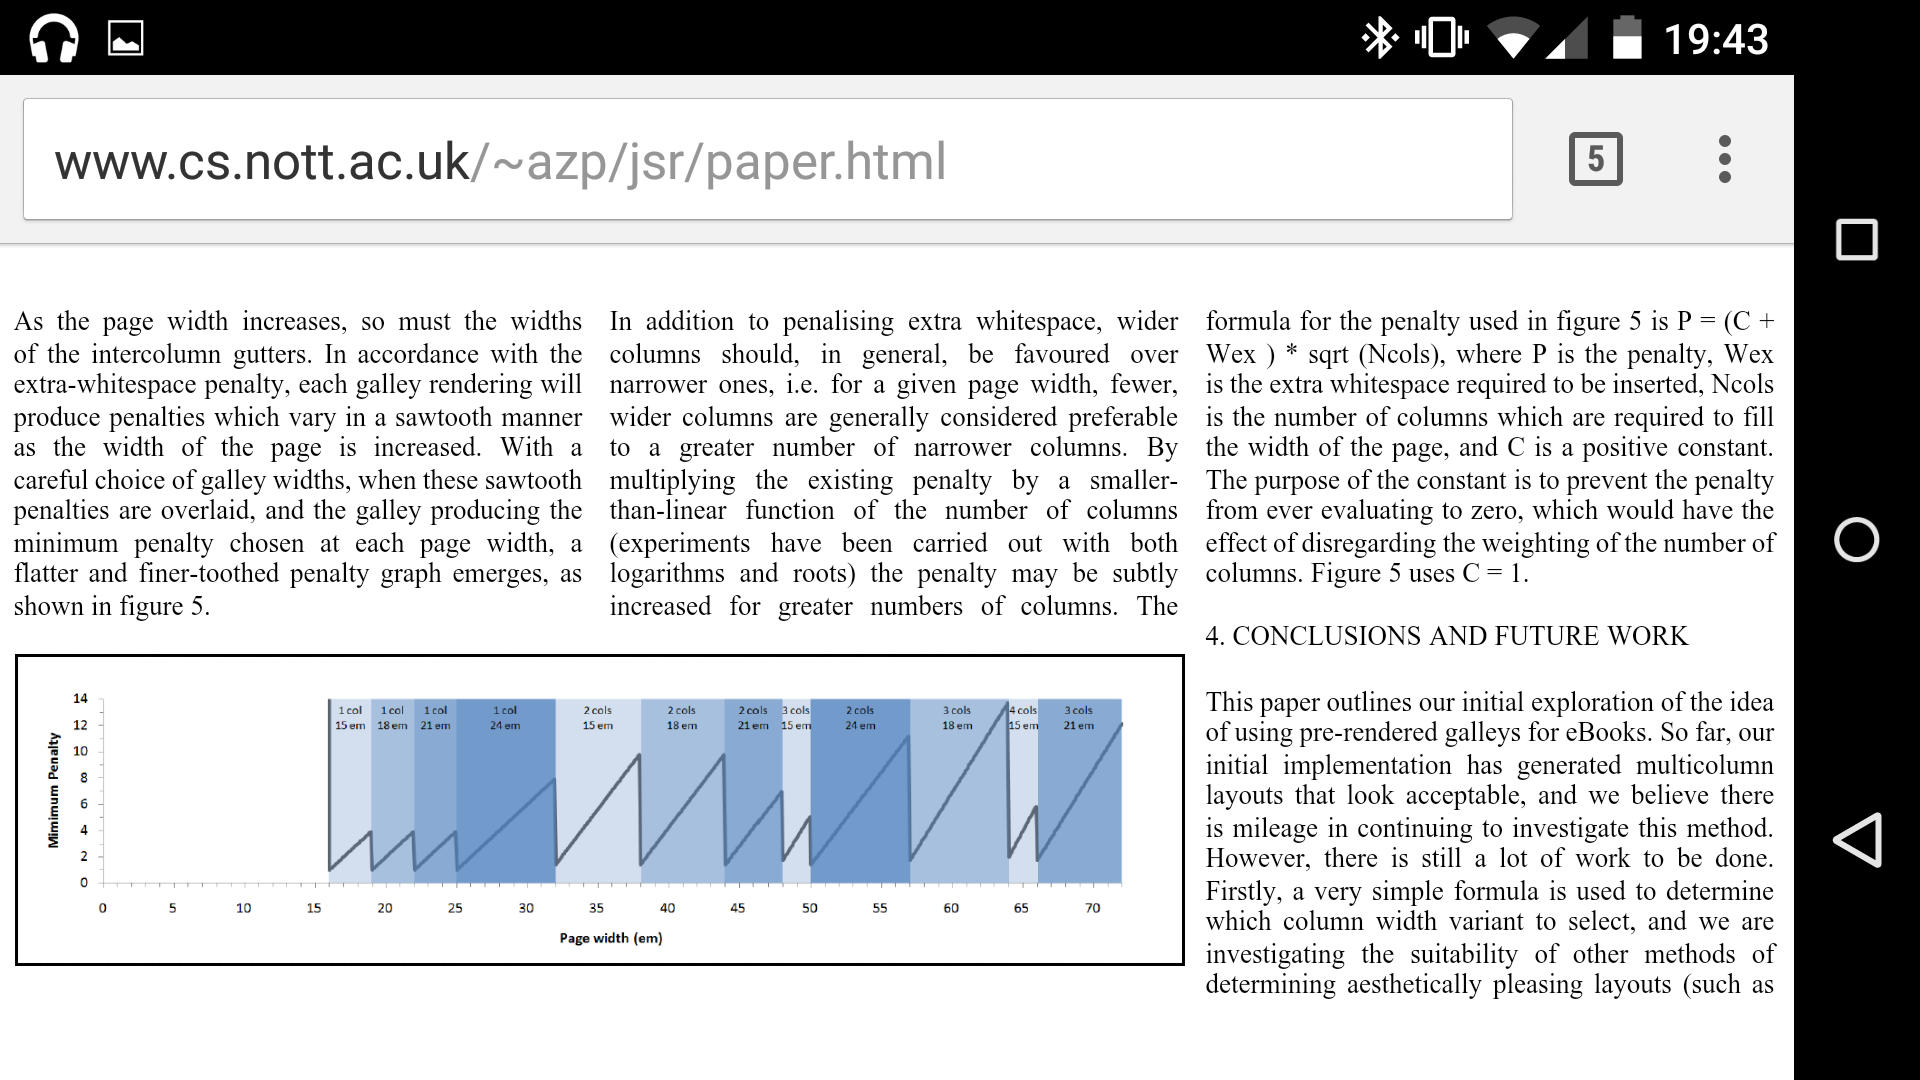 19:43
www.cs.nott.ac.uk/~azp/jsr/paper.html
5
As the page width increases, so must the widths
of the intercolumn gutters. In accordance with the
extra-whitespace penalty, each galley rendering will
produce penalties which vary in a sawtooth manner
as the width of the page is increased. With a
careful choice of galley widths, when these sawtooth
penalties are overlaid, and the galley producing the
minimum penalty chosen at each page width, a
flatter and finer-toothed penalty graph emerges, as
shown in figure 5.
In addition to penalising extra whitespace, wider
columns should, in general, be favoured over
narrower ones, i.e. for a given page width, fewer,
wider columns are generally considered preferable
to a greater number of narrower columns. By
multiplying the existing penalty by a smaller-
than-linear function of the number of columns
(experiments have been carried out with both
logarithms and roots) the penalty may be subtly
increased for greater numbers of columns. The
formula for the penalty used in figure 5 is P = (C +
Wex ) * sqrt (Ncols), where P is the penalty, Wex
is the extra whitespace required to be inserted, Ncols
is the number of columns which are required to fill
the width of the page, and C is a positive constant.
The purpose of the constant is to prevent the penalty
from ever evaluating to zero, which would have the
effect of disregarding the weighting of the number of
columns. Figure 5 uses C = 1.
4. CONCLUSIONS AND FUTURE WORK
This paper outlines our initial exploration of the idea
of using pre-rendered galleys for eBooks. So far, our
initial implementation has generated multicolumn
layouts that look acceptable, and we believe there
is mileage in continuing to investigate this method.
However, there is still a lot of work to be done.
Firstly, a very simple formula is used to determine
which column width variant to select, and we are
investigating the suitability of other methods of
determining aesthetically pleasing layouts (such as
Mimimum Penalty
14
12
10
8
6
4
2
0
1 col 1 col 1 col 1 col 2 cols 2 cols 2 cols 3 cols 2 cols 3 cols 4 cols 3 cols
15 em 18 em 21 em 24 em 15 em 18 em 21 em 15 em 24 em 18 em 15 em 21 em
0 5 10 15 20 25 30 35 40 45 50 55 60 65 70
Page width (em)